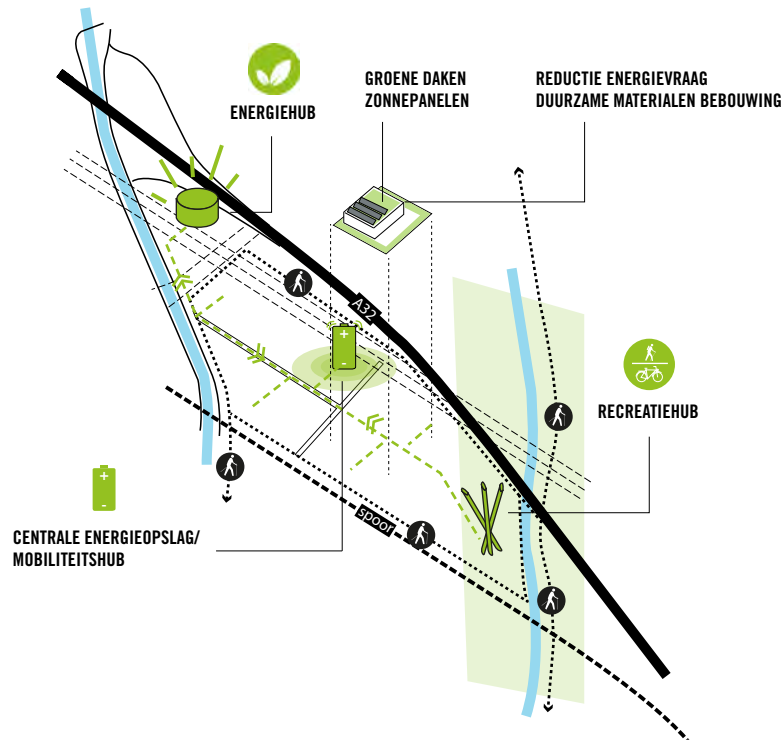 GROENE DAKEN
ZONNEPANELEN
REDUCTIE ENERGIEVRAAG
DUURZAME MATERIALEN BEBOUWING
ENERGIEHUB
A32
+
-
RECREATIEHUB
+
-
CENTRALE ENERGIEOPSLAG/
MOBILITEITSHUB
spoor